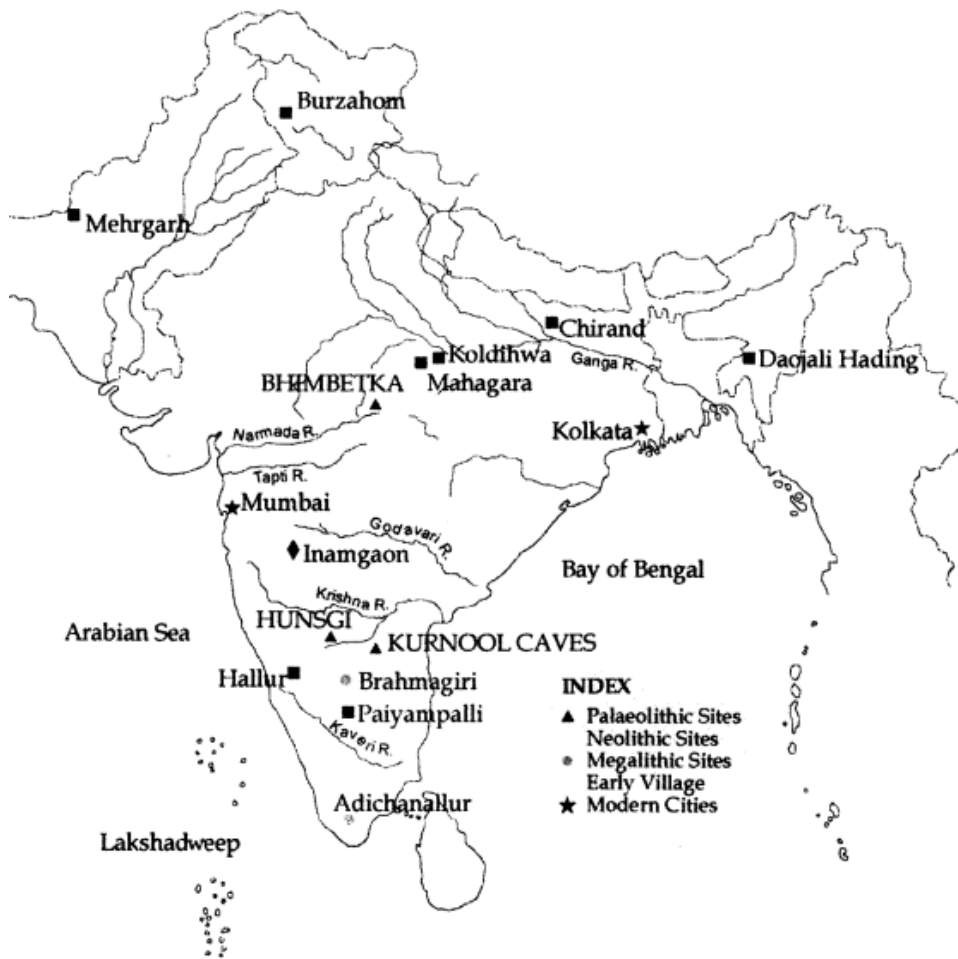 Burzahom
Mehrgarh
Chirand
Koldihwa
Ganga R.
Daojali Hading
Mahagara
BHIMBETKA
Kolkata
Narmada R.
Tapti R.
Mumbai
Godavari R.
Inamgaon
Bay of Bengal
Krishna R.
HUNSGI
Arabian Sea
KURNOOL CAVES
Hallur
Brahmagiri
INDEX
Paiyampalli
Palaeolithic Sites
Kaveri R.
Neolithic Sites
Megalithic Sites
Early Village
Adichanallur
Modern Cities
Lakshadweep